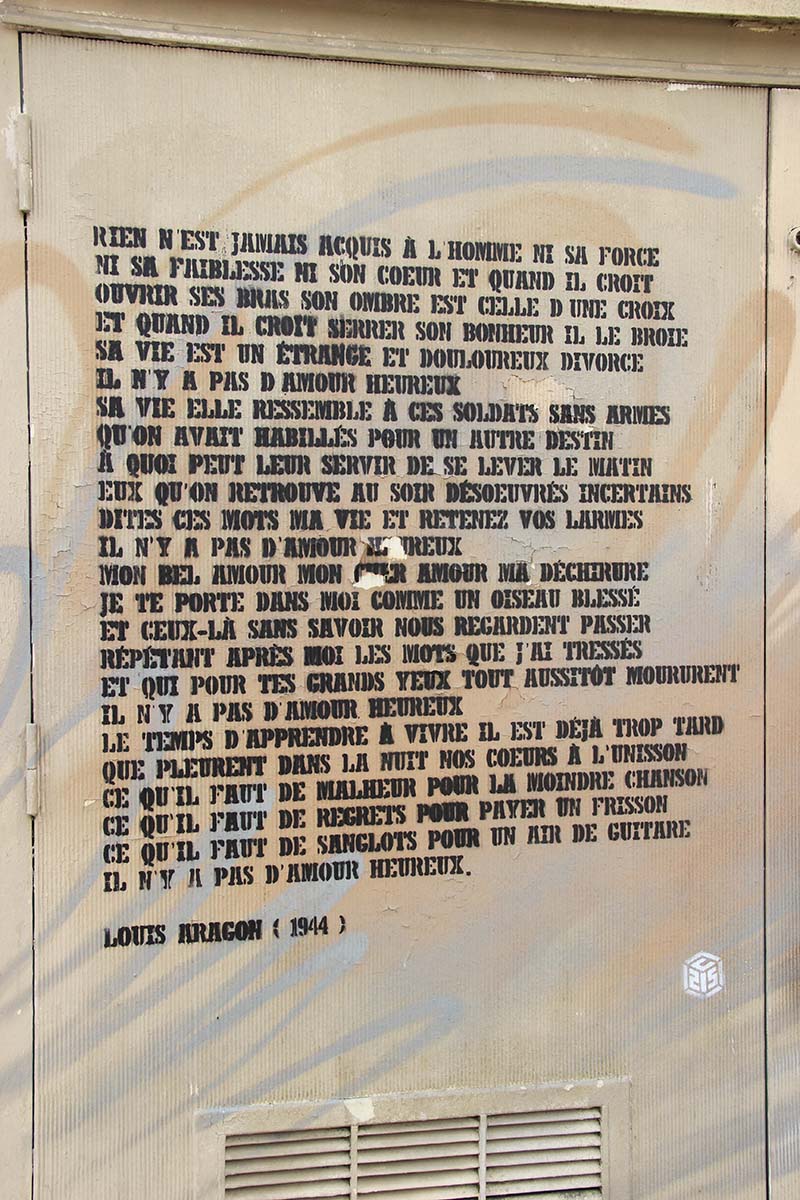 RIEN N'EST JAMAIS ACQUIS À L'HOMME NI SA FORCE
NI SA FAIBLESSE NI SON COEUR ET QUAND IL CROIT
OUVRIR SES BRAS SON OMBRE EST CELLE D UNE CROIX
ET QUAND IL CROIT SERRER SON BONHEUR IL LE BROIE
SA VIE EST UN ÉTRANGE ET DOULOUREUX DIVORCE
IL N'Y A PAS D AMOUR HEUREUX
SA VIE ELLE RESSEMBLE À CES SOLDATS SANS ARMES
QU'ON AVAIT HABILLÉS POUR UN AUTRE DESTIN
À QUOI PEUT LEUR SERVIR DE SE LEVER LE MATIN
EUX QU'ON RETROUVE AU SOIR DÉSOEUVRÉS INCERTAINS
DITES CES MOTS MA VIE ET RETENEZ VOS LARMES
IL N'Y A PAS D'AMOUR HEUREUX
MON BEL AMOUR MON CHER AMOUR MA DÉCHIRURE
JE TE PORTE DANS MOI COMME UN OISEAU BLESSÉ
ET CEUX-LÀ SANS SAVOIR NOUS REGARDENT PASSER
RÉPÉTANT APRÈS MOI LES MOTS QUE J'AI TRESSÉS
ET QUI POUR TES GRANDS YEUX TOUT AUSSITÔT MOURURENT
IL N'Y A PAS D'AMOUR HEUREUX
LE TEMPS D'APPRENDRE À VIVRE IL EST DÉJÀ TROP TARD
QUE PLEURENT DANS LA NUIT NOS COEURS À L'UNISSON
CE QU'IL FAUT DE MALHEUR POUR LA MOINDRE CHANSON
CE QU'IL FAUT DE REGRETS POUR PAYER UN FRISSON
CE QU'IL FAUT DE SANGLOTS POUR UN AIR DE GUITARE
IL N'Y A PAS D'AMOUR HEUREUX.
LOUIS ARAGON ( 1944 )
C215